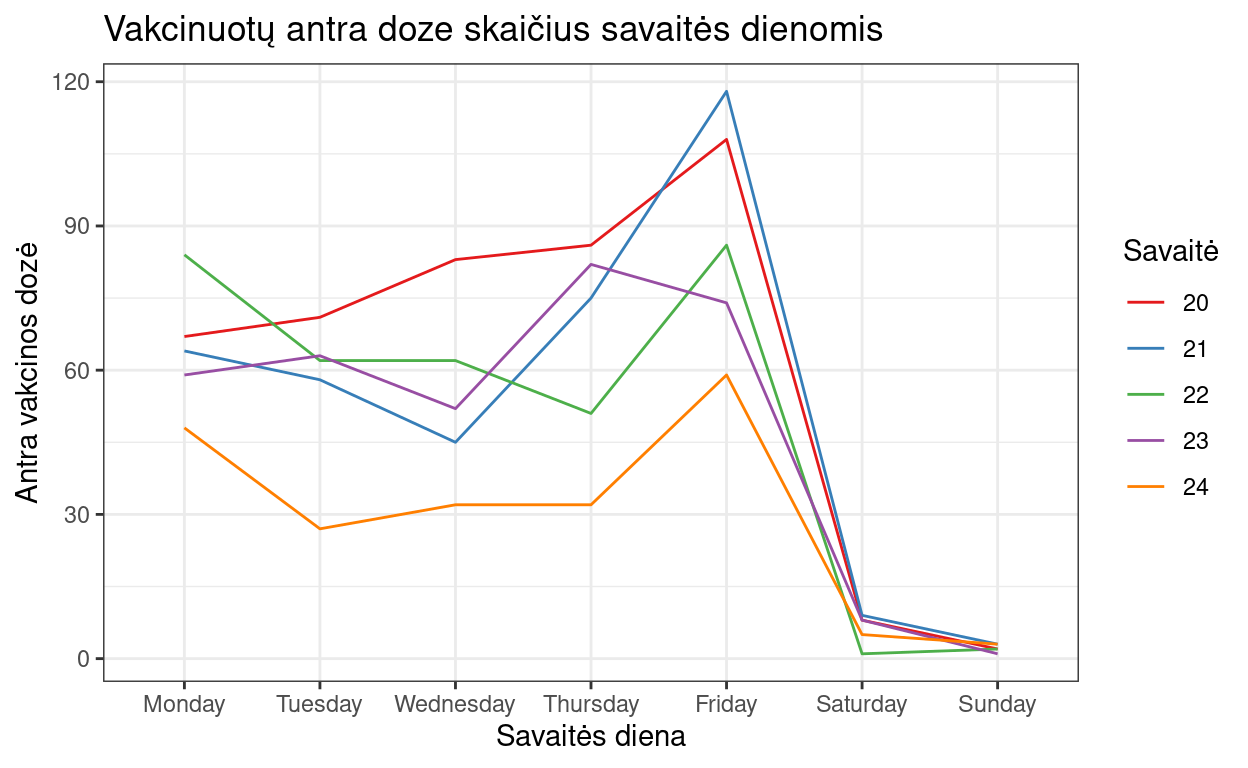 Vakcinuotų antra doze skaičius savaitės dienomis
Antra vakcinos dozė
120
90
60
30
0
Monday Tuesday Wednesday Thursday Friday Saturday Sunday
Savaitės diena
Savaitė
20
21
22
23
24